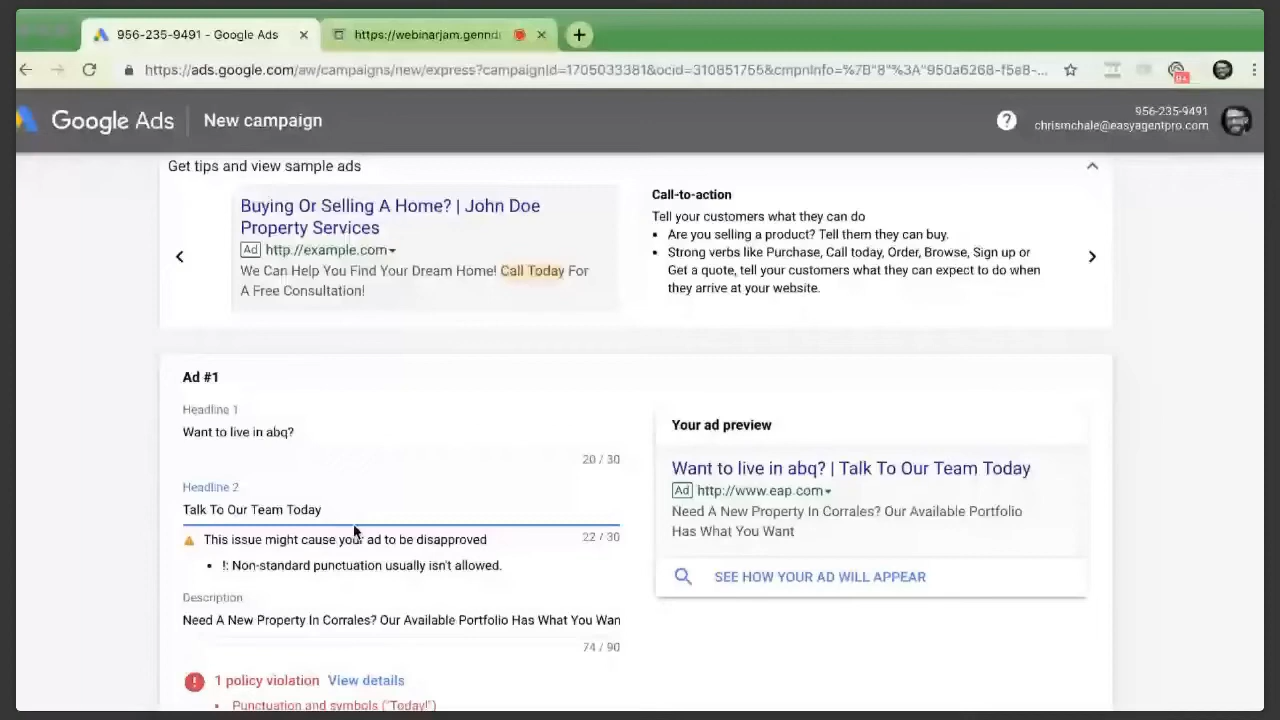 956-235-9491 - Google Ads
https://webinarjam.gennd
https://ads.google.com/aw/campaigns/new/express?campaignId=1705033381&ocid=310851755&cmpnInfo=%7B"8"%3A"950a6268-f5e8-...
9+
Google Ads
New campaign
956-235-9491
chrismchale@easyagentpro.com
Get tips and view sample ads
Buying Or Selling A Home? | John Doe
Property Services
Ad http://example.com
We Can Help You Find Your Dream Home! Call Today For
A Free Consultation!
Call-to-action
Tell your customers what they can do
• Are you selling a product? Tell them they can buy.
• Strong verbs like Purchase, Call today, Order, Browse, Sign up or
Get a quote, tell your customers what they can expect to do when
they arrive at your website.
Ad #1
Headline 1
Want to live in abq?
20 / 30
Headline 2
Talk To Our Team Today
22 / 30
This issue might cause your ad to be disapproved
• !: Non-standard punctuation usually isn't allowed.
Description
Need A New Property In Corrales? Our Available Portfolio Has What You Wan
74 / 90
1 policy violation View details
• Punctuation and symbols ("Today!")
Your ad preview
Want to live in abq? | Talk To Our Team Today
Ad http://www.eap.com
Need A New Property In Corrales? Our Available Portfolio
Has What You Want
SEE HOW YOUR AD WILL APPEAR